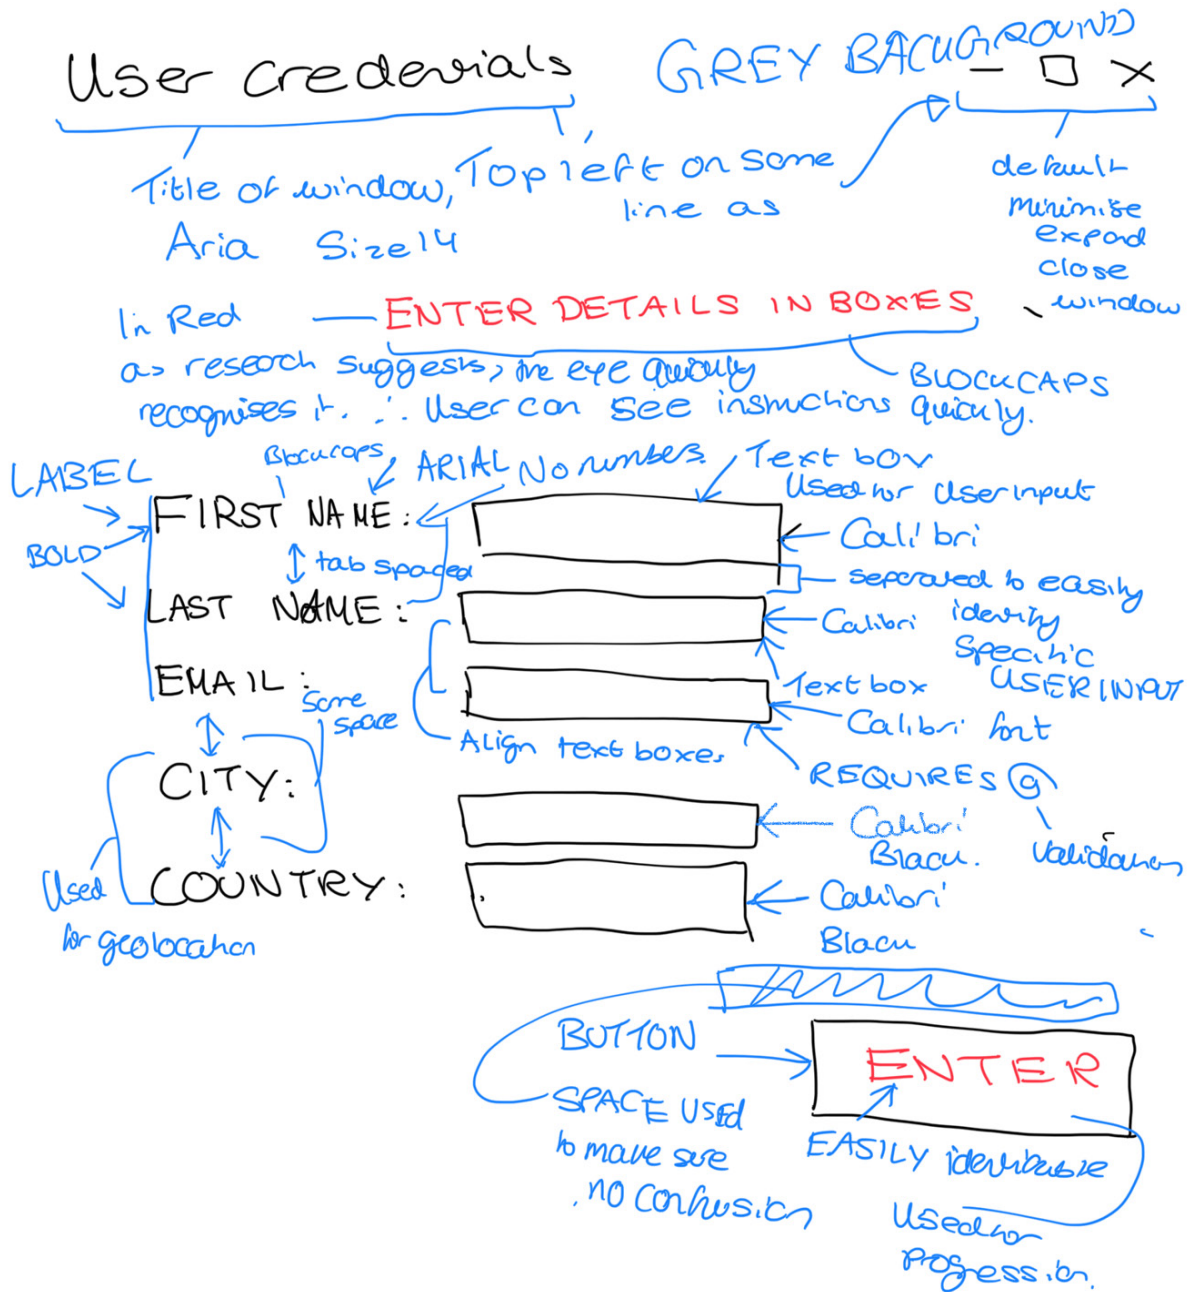 User credenials
GREY BACKGROUND
— □ X
Title of window, Top left on same
line as
Aria Size 14
default
minimise
expand
close
window
In Red — ENTER DETAILS IN BOXES
as research suggests, the eye quickly
BLOCK CAPS
recognises it. ∴ User can see instructions quickly.
LABEL
Blockcaps
ARIAL
No numbers
Text box
Used for user input
FIRST NAME:
Calibri
BOLD
tab spaced
seperated to easily
identify
specific
USER INPUT
LAST NAME:
Calibri
EMAIL:
Text box
Same
space
Calibri font
Align text boxes
REQUIRES @
Validation
CITY:
Calibri
Black.
COUNTRY:
Calibri
Black
Used
for geolocation
BUTTON
ENTER
SPACE USEd
to make sure
no confusion
EASILY identifiable
Used for
progression.